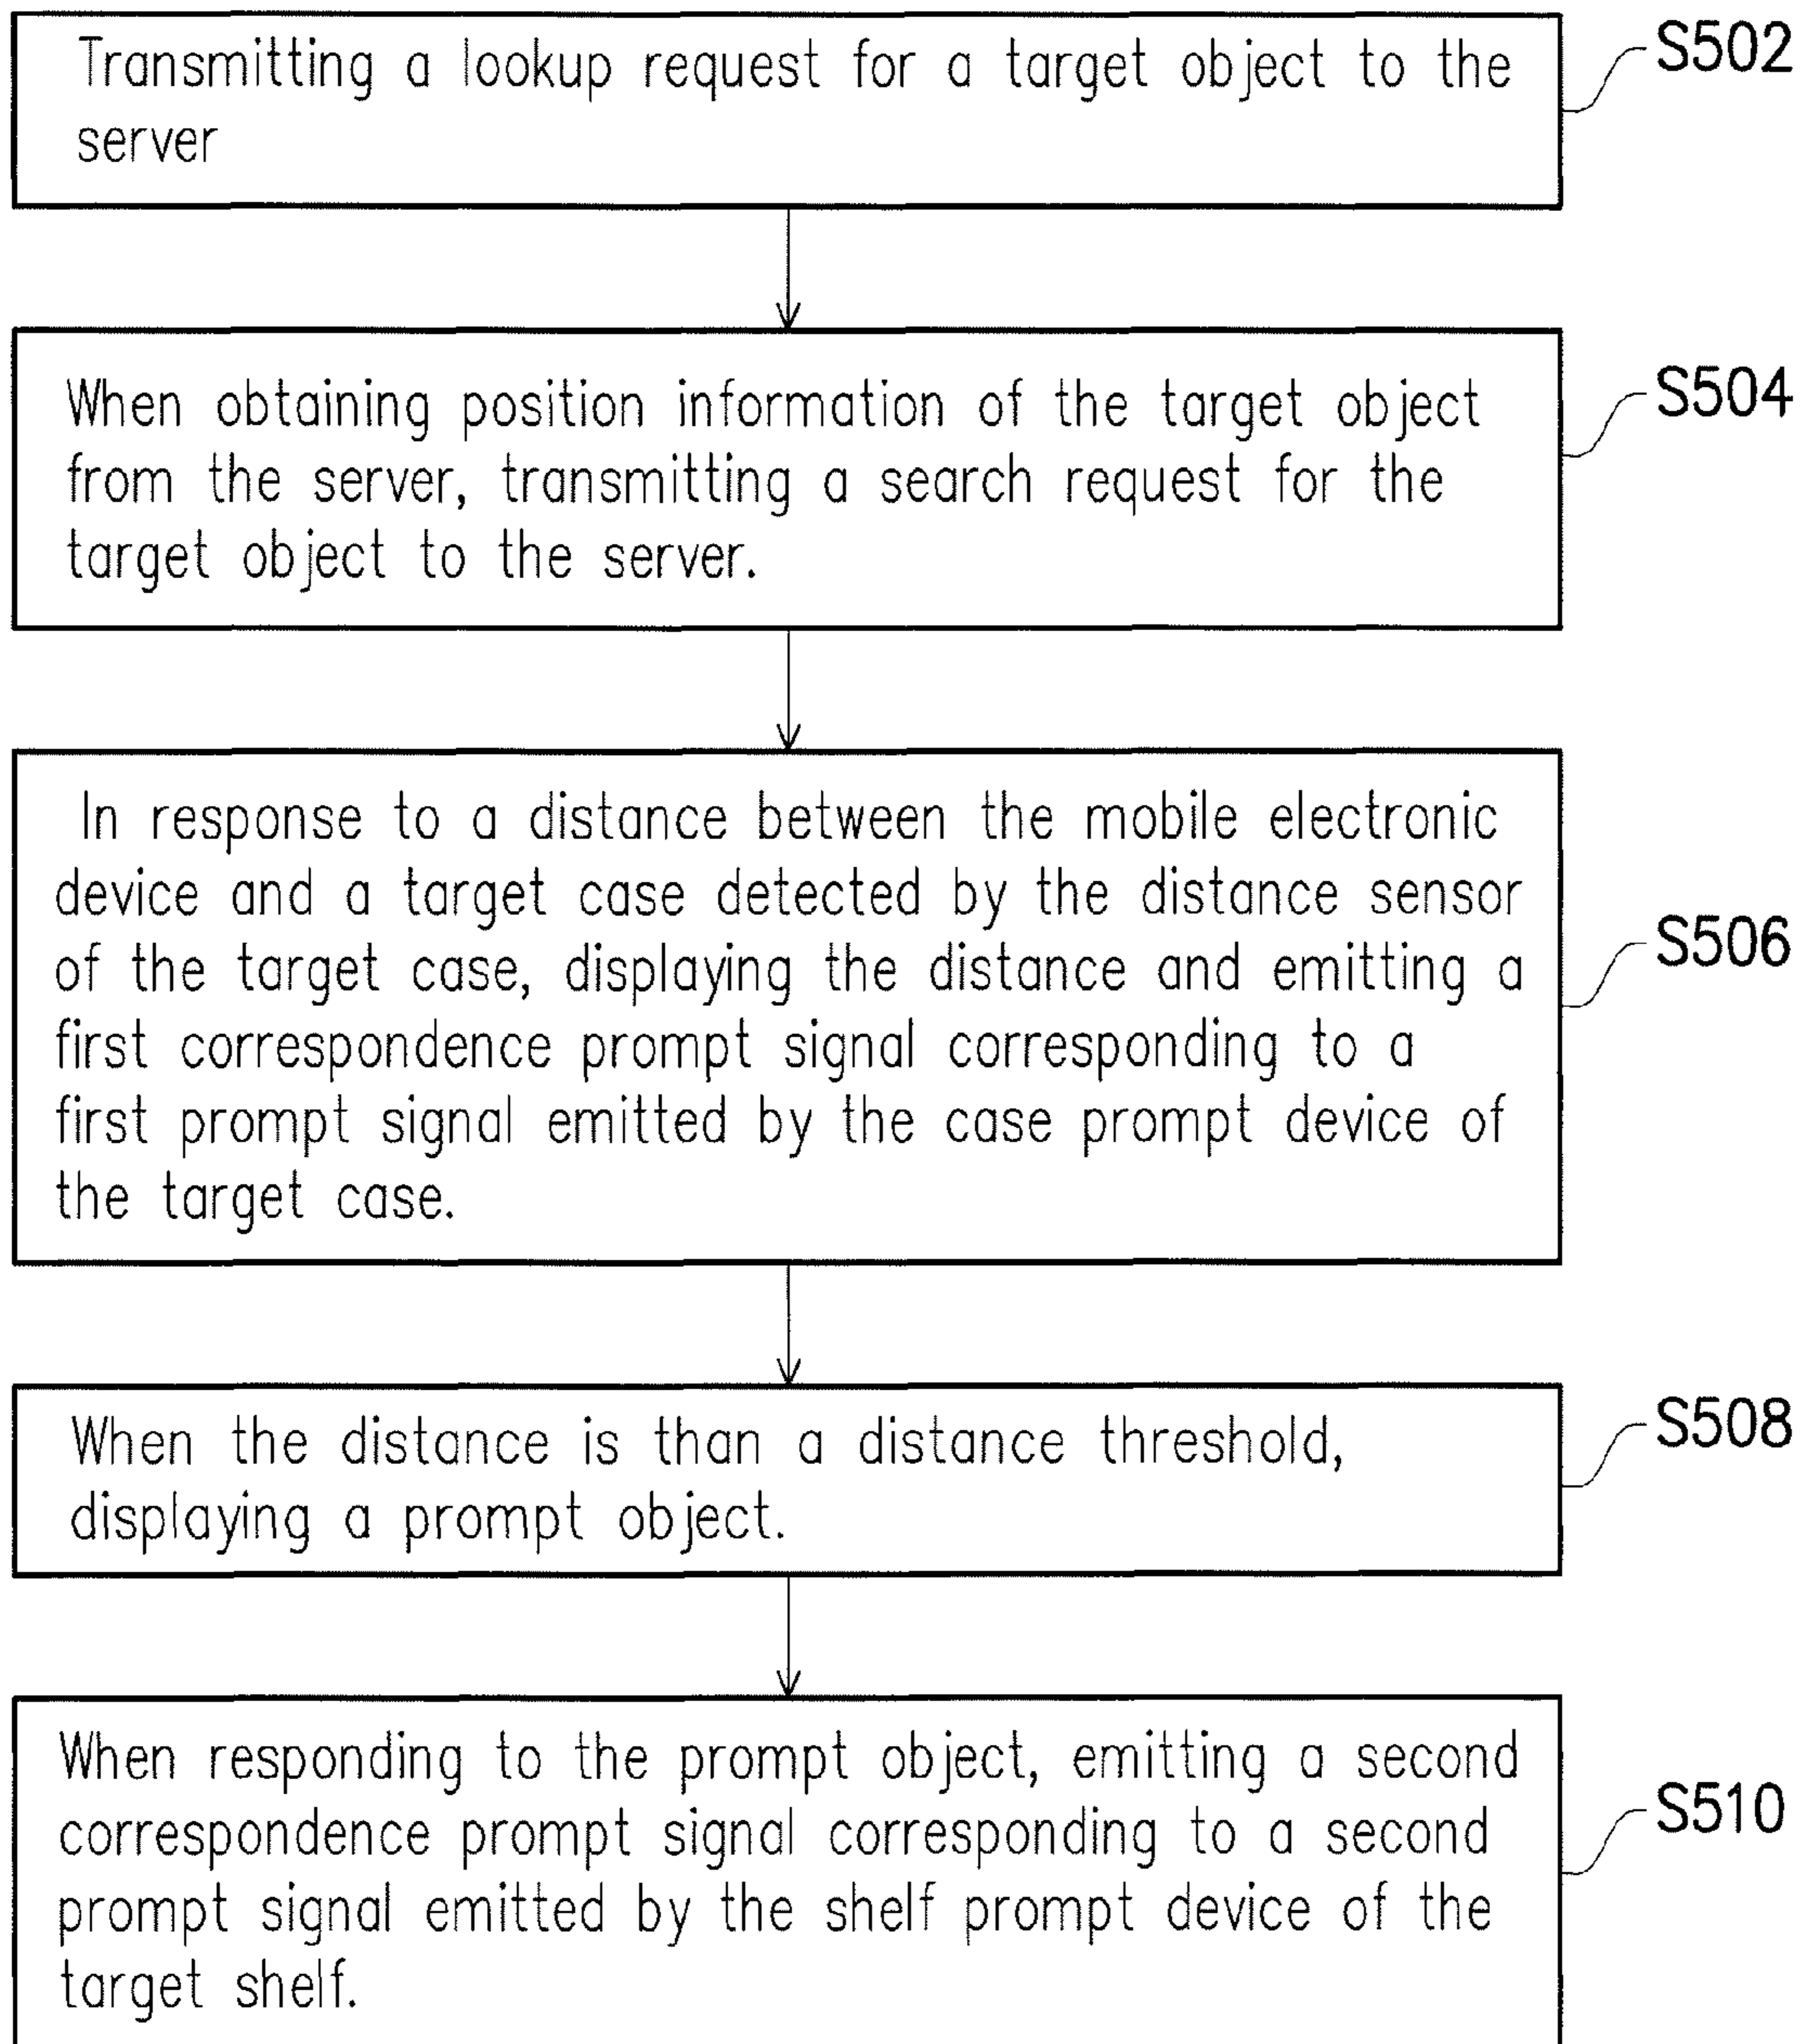 Transmitting a lookup request for a target object to the
server
S502
When obtaining position information of the target object
from the server, transmitting a search request for the
target object to the server.
S504
In response to a distance between the mobile electronic
device and a target case detected by the distance sensor
of the target case, displaying the distance and emitting a
first correspondence prompt signal corresponding to a
first prompt signal emitted by the case prompt device of
the target case.
S506
When the distance is than a distance threshold,
displaying a prompt object.
S508
When responding to the prompt object, emitting a second
correspondence prompt signal corresponding to a second
prompt signal emitted by the shelf prompt device of the
target shelf.
S510